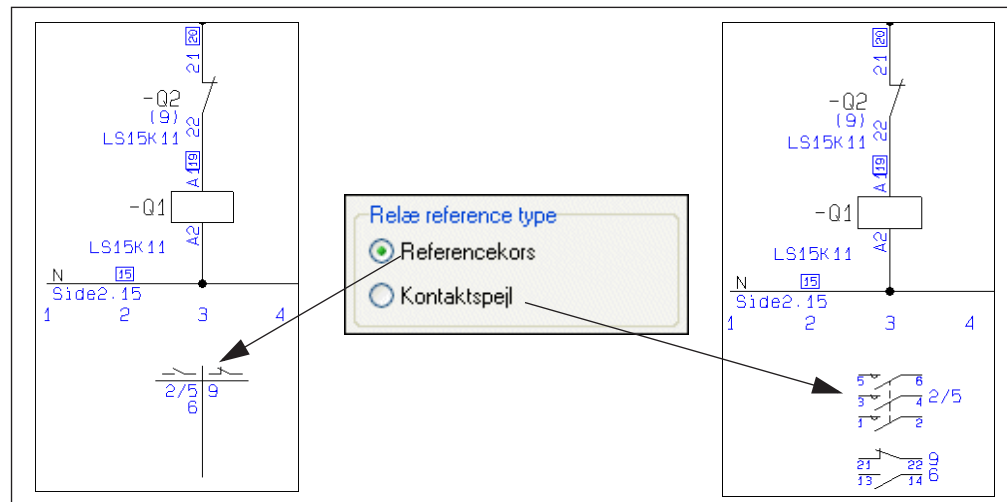 20
21
-Q2
(9)
LS15K11
22
19
A1
-Q1
A2
LS15K11
N
15
Side2.15
1 2 3 4
2/5 9
6
Relæ reference type
Referencekors
Kontaktspejl
20
21
-Q2
(9)
LS15K11
22
19
A1
-Q1
A2
LS15K11
N
15
Side2.15
1 2 3 4
5 6
3 4 2/5
1 2
21 22 9
13 14 6